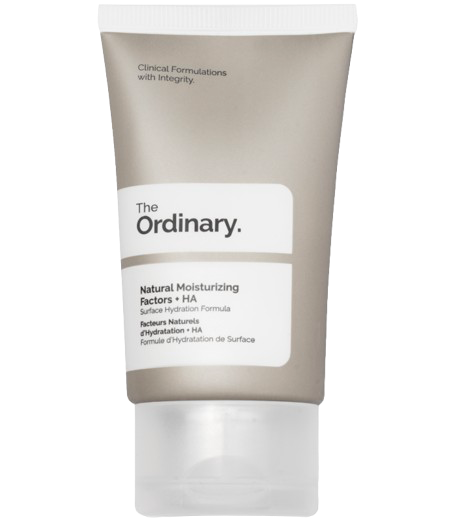 Clinical Formulations
with Integrity.
The
Ordinary.
Natural Moisturizing
Factors + HA
Surface Hydration Formula
Facteurs Naturels
d'Hydratation + HA
Formule d'Hydratation de Surface